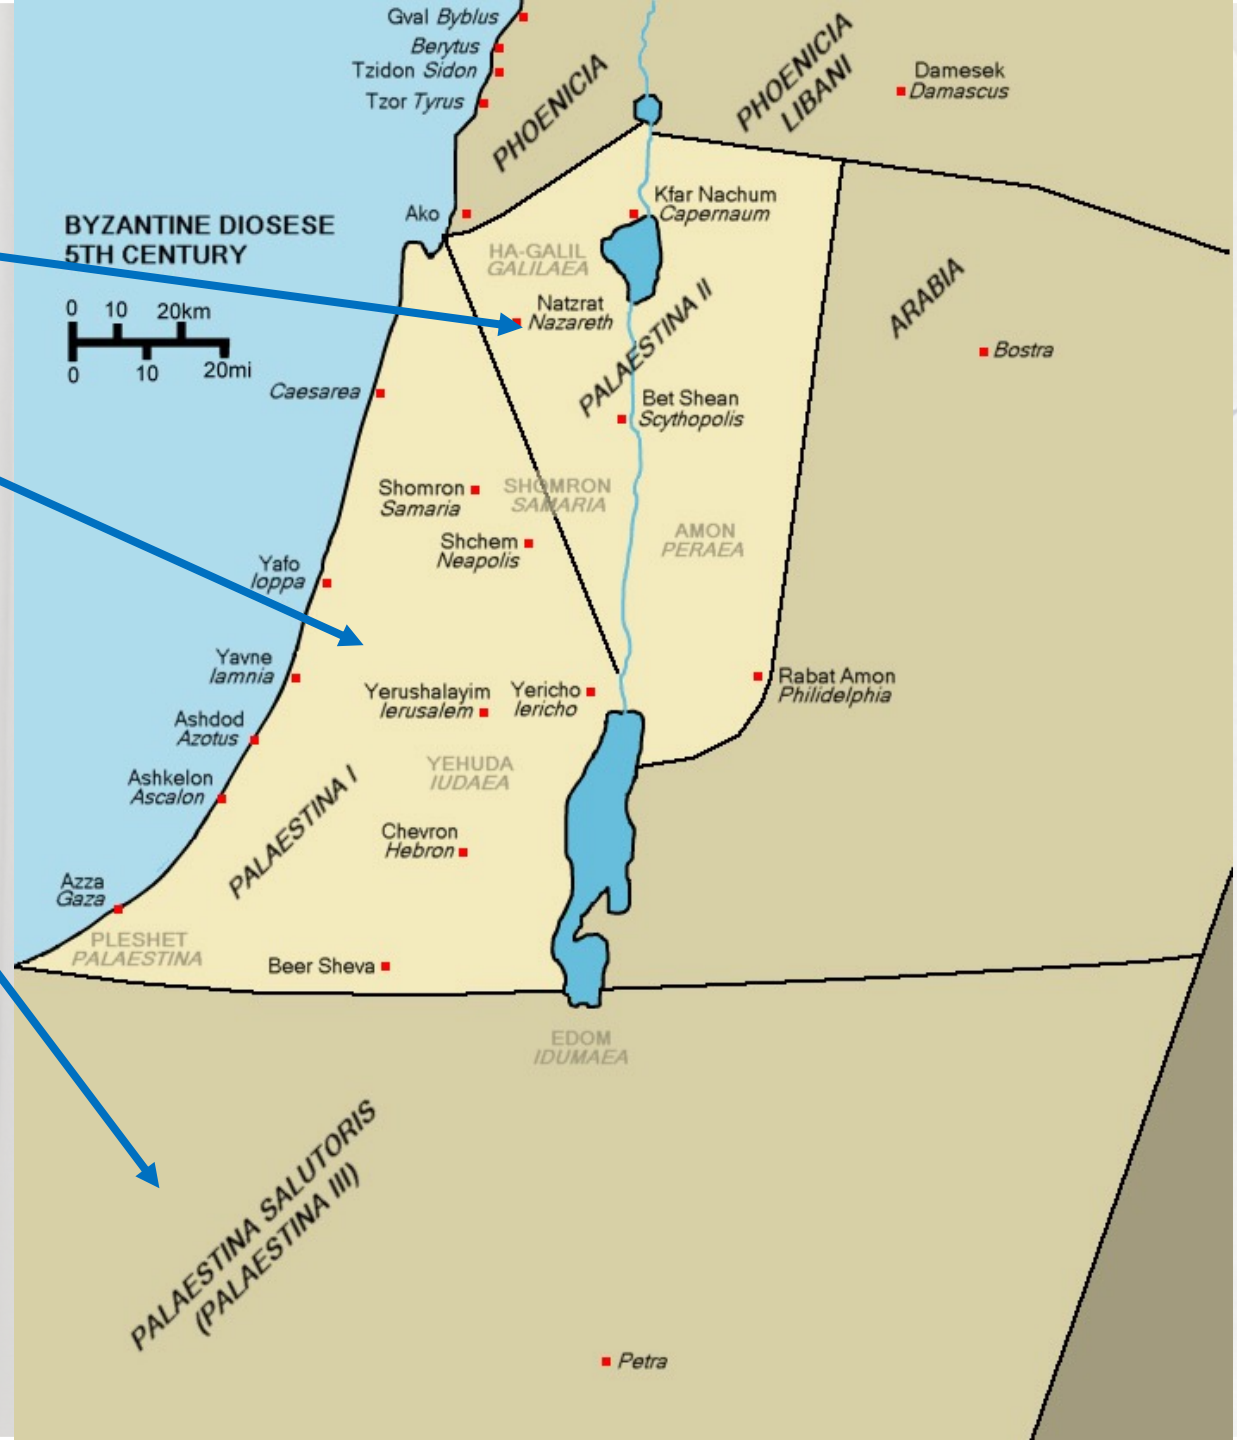 Gval Byblus
Berytus
Tzidon Sidon
Tzor Tyrus
PHOENICIA
PHOENICIA
LIBANI
Damesek
Damascus
Ako
Kfar Nachum
Capernaum
BYZANTINE DIOSESE
5TH CENTURY
HA-GALIL
GALILAEA
0 10 20km
0 10 20mi
Natzrat
Nazareth
PALAESTINA II
ARABIA
Bostra
Caesarea
Bet Shean
Scythopolis
Shomron
Samaria
SHOMRON
SAMARIA
AMON
PERAEA
Shchem
Neapolis
Yafo
Ioppa
Yavne
Iamnia
Yerushalayim
Ierusalem
Yericho
Iericho
Rabat Amon
Philidelphia
Ashdod
Azotus
YEHUDA
IUDAEA
Ashkelon
Ascalon
PALAESTINA I
Chevron
Hebron
Azza
Gaza
PLESHET
PALAESTINA
Beer Sheva
EDOM
IDUMAEA
PALAESTINA SALUTORIS
(PALAESTINA III)
Petra